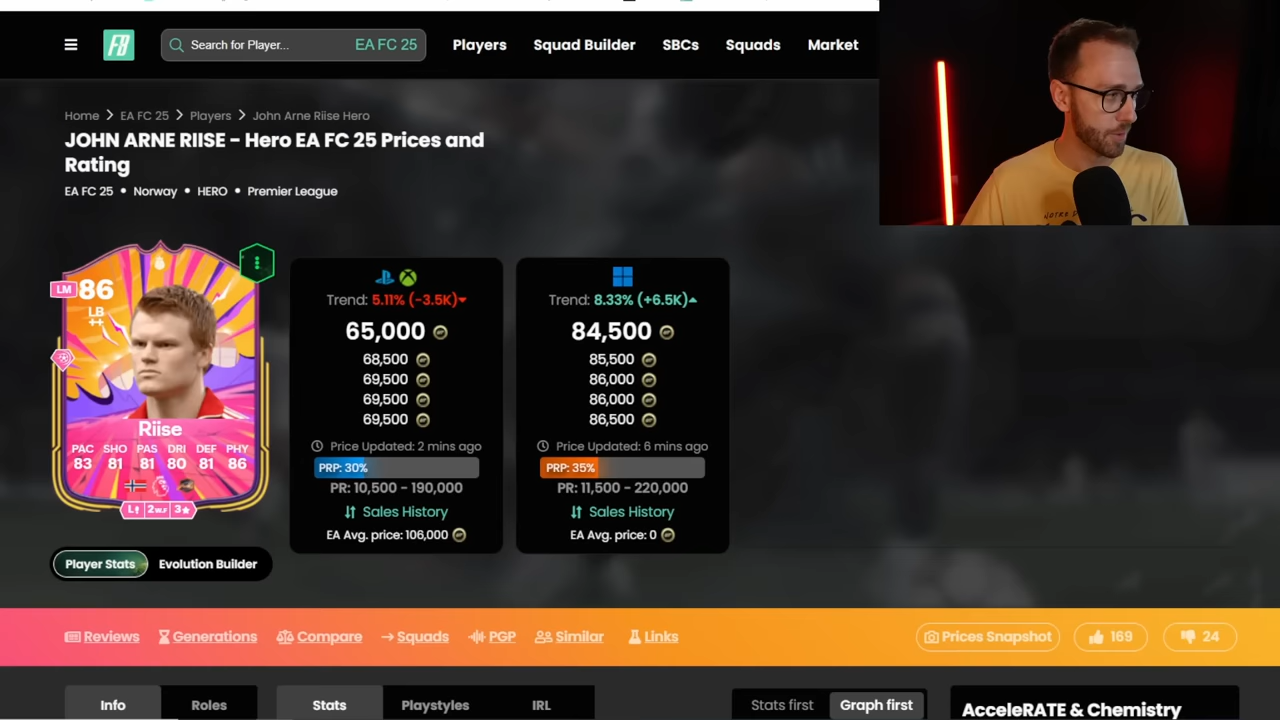 FB
Search for Player...
EA FC 25
Players
Squad Builder
SBCs
Squads
Market
Home > EA FC 25 > Players > John Arne Riise Hero
JOHN ARNE RIISE - Hero EA FC 25 Prices and
Rating
EA FC 25 • Norway • HERO • Premier League
LM 86
LB
++
Riise
PAC SHO PAS DRI DEF PHY
83 81 81 80 81 86
2 W.F 3★
Trend: 5.11% (-3.5K)
65,000
68,500
69,500
69,500
69,500
Price Updated: 2 mins ago
PRP: 30%
PR: 10,500 - 190,000
Sales History
EA Avg. price: 106,000
Trend: 8.33% (+6.5K)
84,500
85,500
86,000
86,000
86,500
Price Updated: 6 mins ago
PRP: 35%
PR: 11,500 - 220,000
Sales History
EA Avg. price: 0
Player Stats
Evolution Builder
Reviews
Generations
Compare
Squads
PGP
Similar
Links
Prices Snapshot
169
24
Info
Roles
Stats
Playstyles
IRL
Stats first
Graph first
AcceleRATE & Chemistry